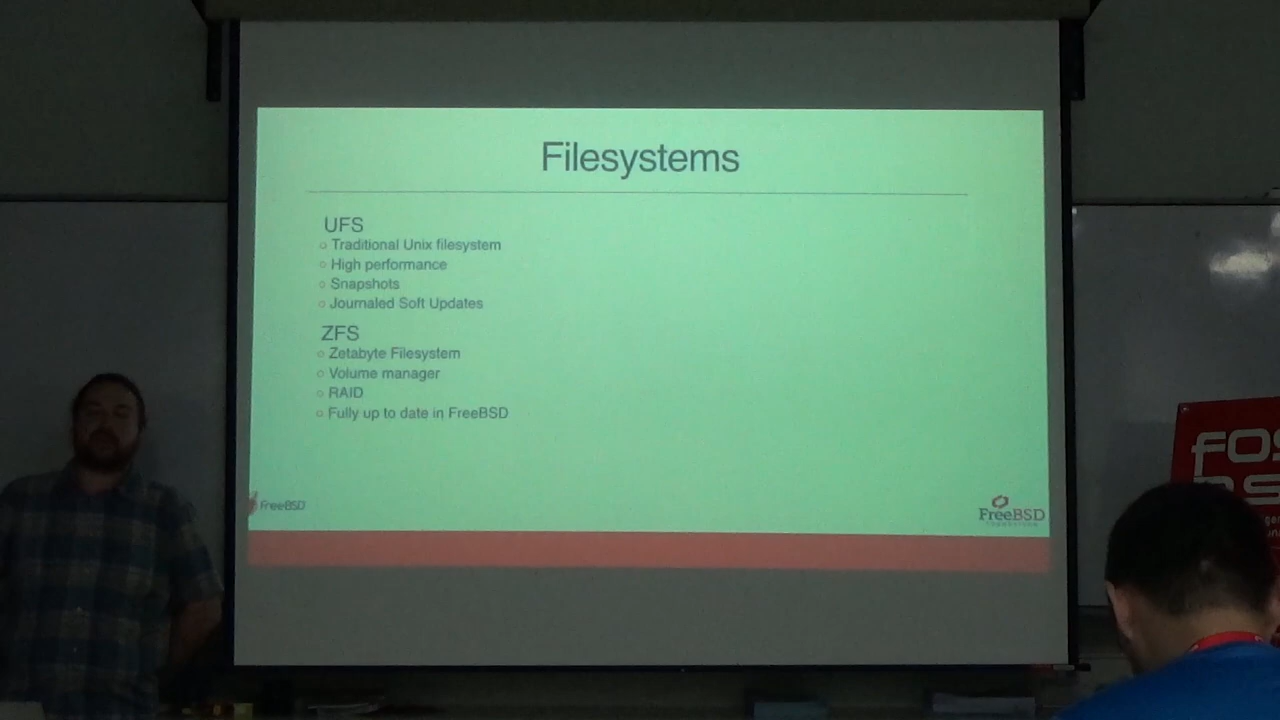 Filesystems
UFS
○ Traditional Unix filesystem
○ High performance
○ Snapshots
○ Journaled Soft Updates
ZFS
○ Zetabyte Filesystem
○ Volume manager
○ RAID
○ Fully up to date in FreeBSD
FreeBSD
FreeBSD
FOUNDATION